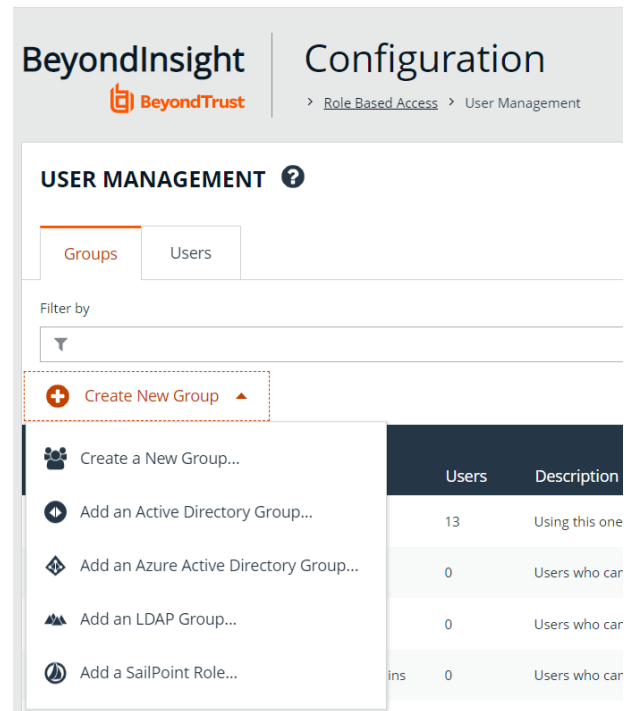 BeyondInsight
BeyondTrust
Configuration
> Role Based Access > User Management
USER MANAGEMENT ?
Groups Users
Filter by
Create New Group
Create a New Group...
Add an Active Directory Group...
Add an Azure Active Directory Group...
Add an LDAP Group...
Add a SailPoint Role...
Users Description
13 Using this one
0 Users who can
0 Users who can
ins 0 Users who can